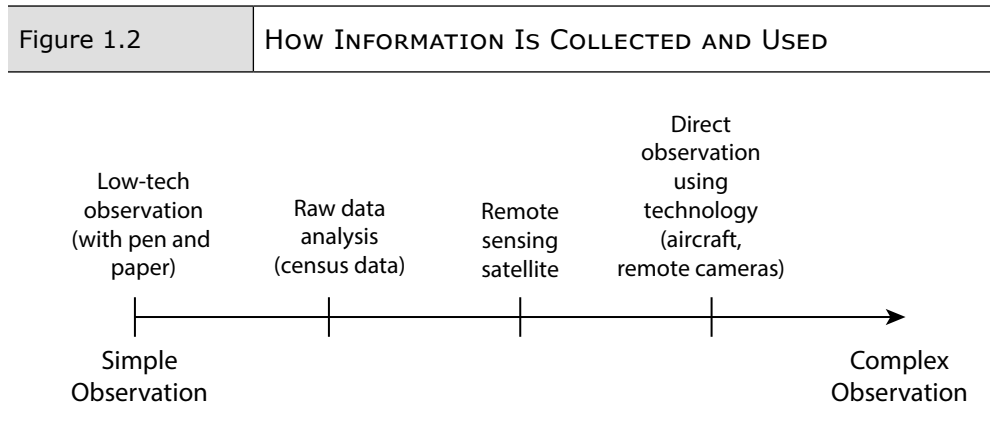 Figure 1.2
How Information Is Collected and Used
Low-tech
observation
(with pen and
paper)
Raw data
analysis
(census data)
Remote
sensing
satellite
Direct
observation
using
technology
(aircraft,
remote cameras)
Simple
Observation
Complex
Observation